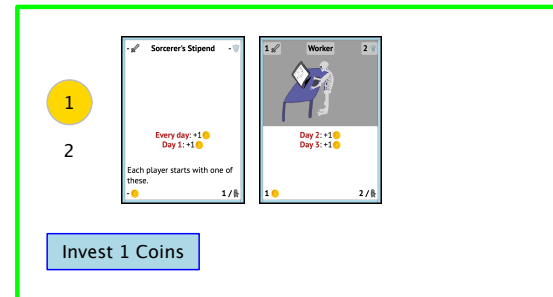 - Sorcerer's Stipend -
1 Worker 2
1
2
Every day: +1
Day 1: +1
Each player starts with one of
these.
- 1 /
Day 2: +1
Day 3: +1
1 2 /
Invest 1 Coins